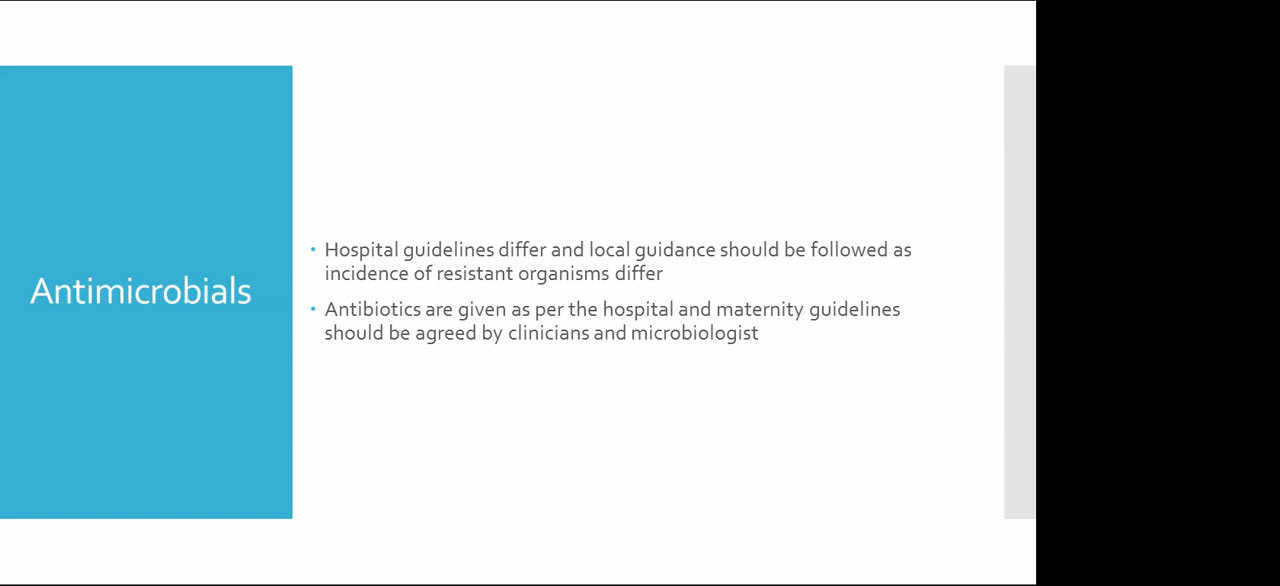 Antimicrobials
• Hospital guidelines differ and local guidance should be followed as
incidence of resistant organisms differ
• Antibiotics are given as per the hospital and maternity guidelines
should be agreed by clinicians and microbiologist